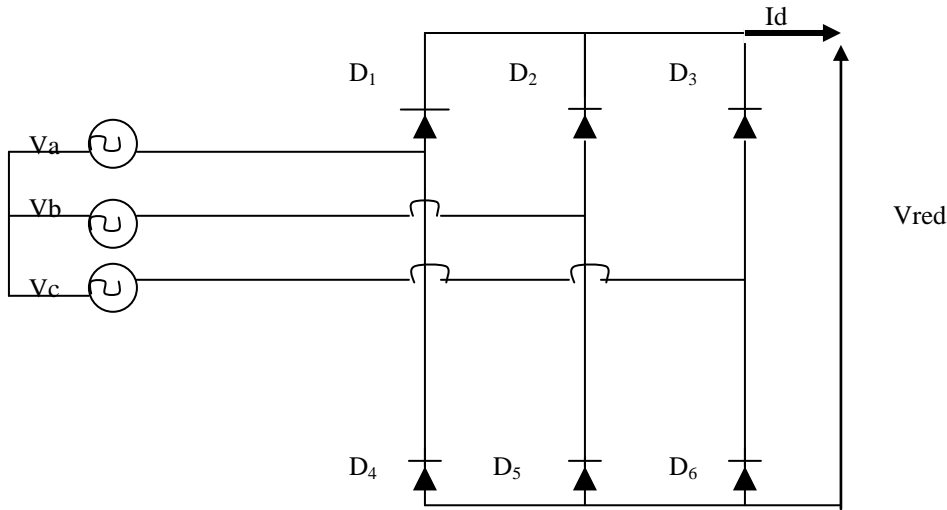 Id
D₁ D₂ D₃
Va
Vb
Vred
Vc
D₄ D₅ D₆